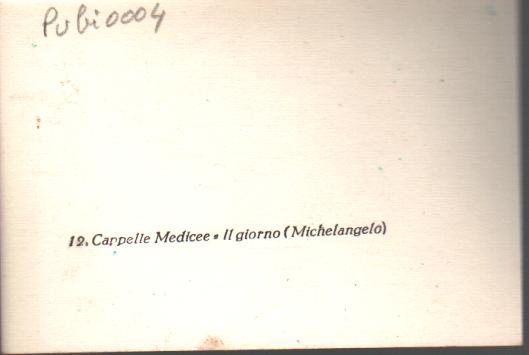 Pubi0004
12. Cappelle Medicee • Il giorno (Michelangelo)